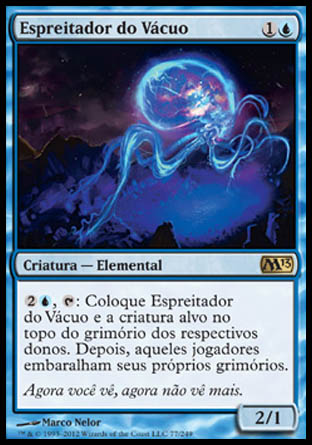 Espreitador do Vácuo 1
Criatura — Elemental M13
2 , : Coloque Espreitador
do Vácuo e a criatura alvo no
topo do grimório dos respectivos
donos. Depois, aqueles jogadores
embaralham seus próprios grimórios.
Agora você vê, agora não vê mais.
Marco Nelor
™ & © 1993–2012 Wizards of the Coast LLC 77/249
2/1